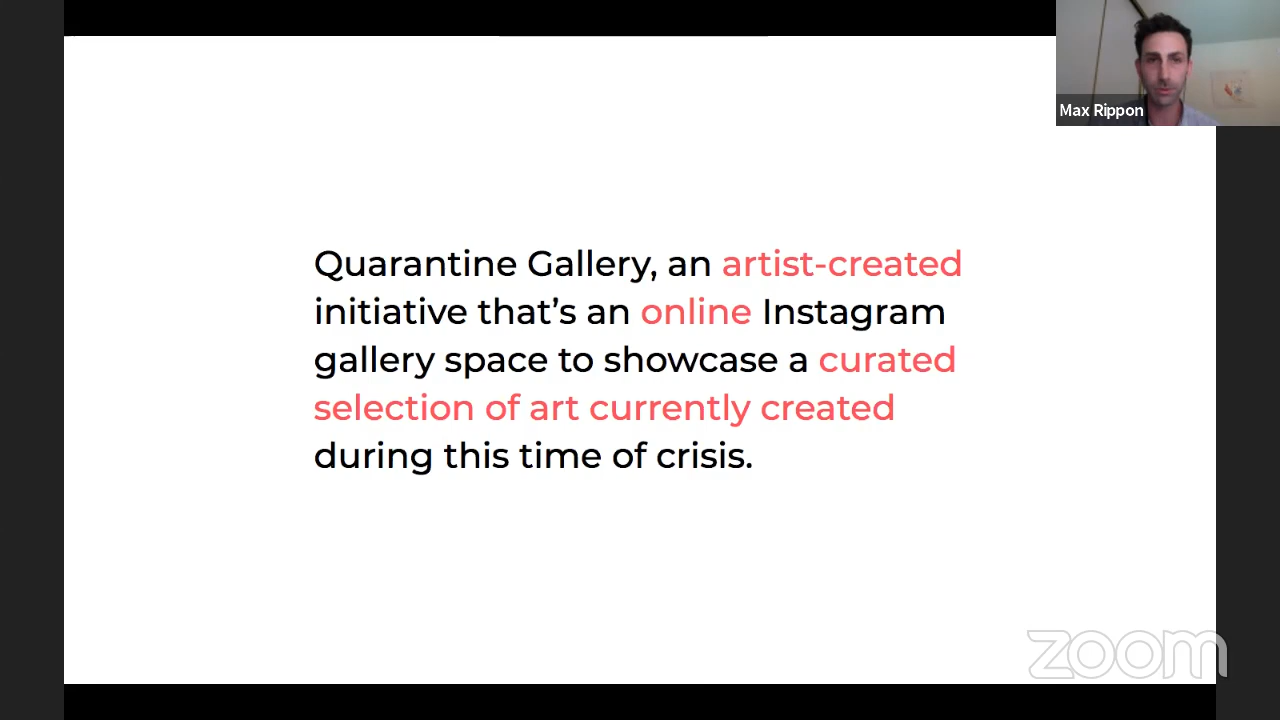 Max Rippon
Quarantine Gallery, an artist-created
initiative that’s an online Instagram
gallery space to showcase a curated
selection of art currently created
during this time of crisis.
zoom